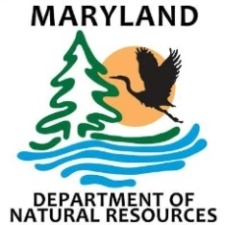 MARYLAND
DEPARTMENT OF
NATURAL RESOURCES